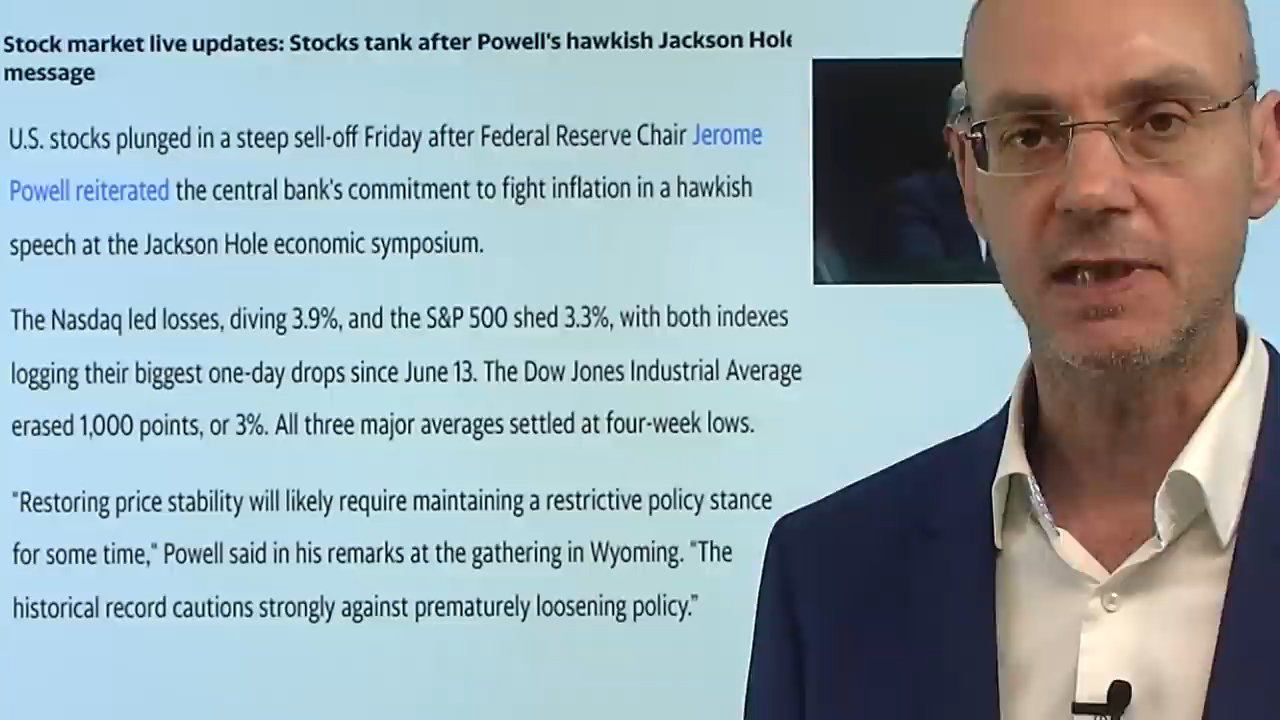 Stock market live updates: Stocks tank after Powell's hawkish Jackson Hole
message
U.S. stocks plunged in a steep sell-off Friday after Federal Reserve Chair Jerome
Powell reiterated the central bank's commitment to fight inflation in a hawkish
speech at the Jackson Hole economic symposium.
The Nasdaq led losses, diving 3.9%, and the S&P 500 shed 3.3%, with both indexes
logging their biggest one-day drops since June 13. The Dow Jones Industrial Average
erased 1,000 points, or 3%. All three major averages settled at four-week lows.
"Restoring price stability will likely require maintaining a restrictive policy stance
for some time," Powell said in his remarks at the gathering in Wyoming. "The
historical record cautions strongly against prematurely loosening policy."